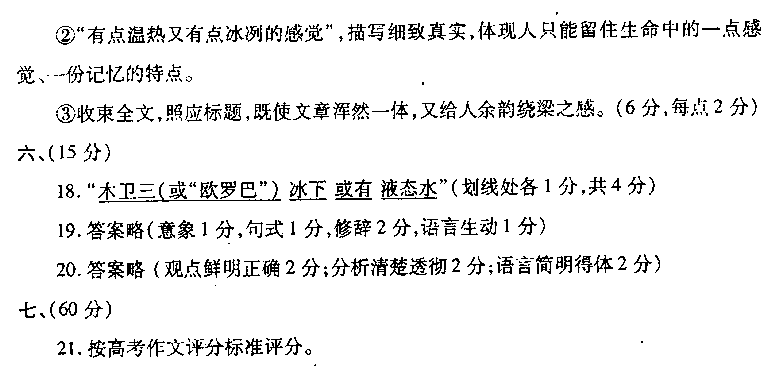 ②“有点温热又有点冰冽的感觉”,描写细致真实,体现人只能留住生命中的一点感
觉、一份记忆的特点。
③收束全文,照应标题,既使文章浑然一体,又给人余韵绕梁之感。(6分,每点2分)
六、(15分)
18.“木卫三(或“欧罗巴”) 冰下 或有 液态水”(划线处各1分,共4分)
19.答案略(意象1分,句式1分,修辞2分,语言生动1分)
20.答案略(观点鲜明正确2分;分析清楚透彻2分;语言简明得体2分)
七、(60分)
21.按高考作文评分标准评分。